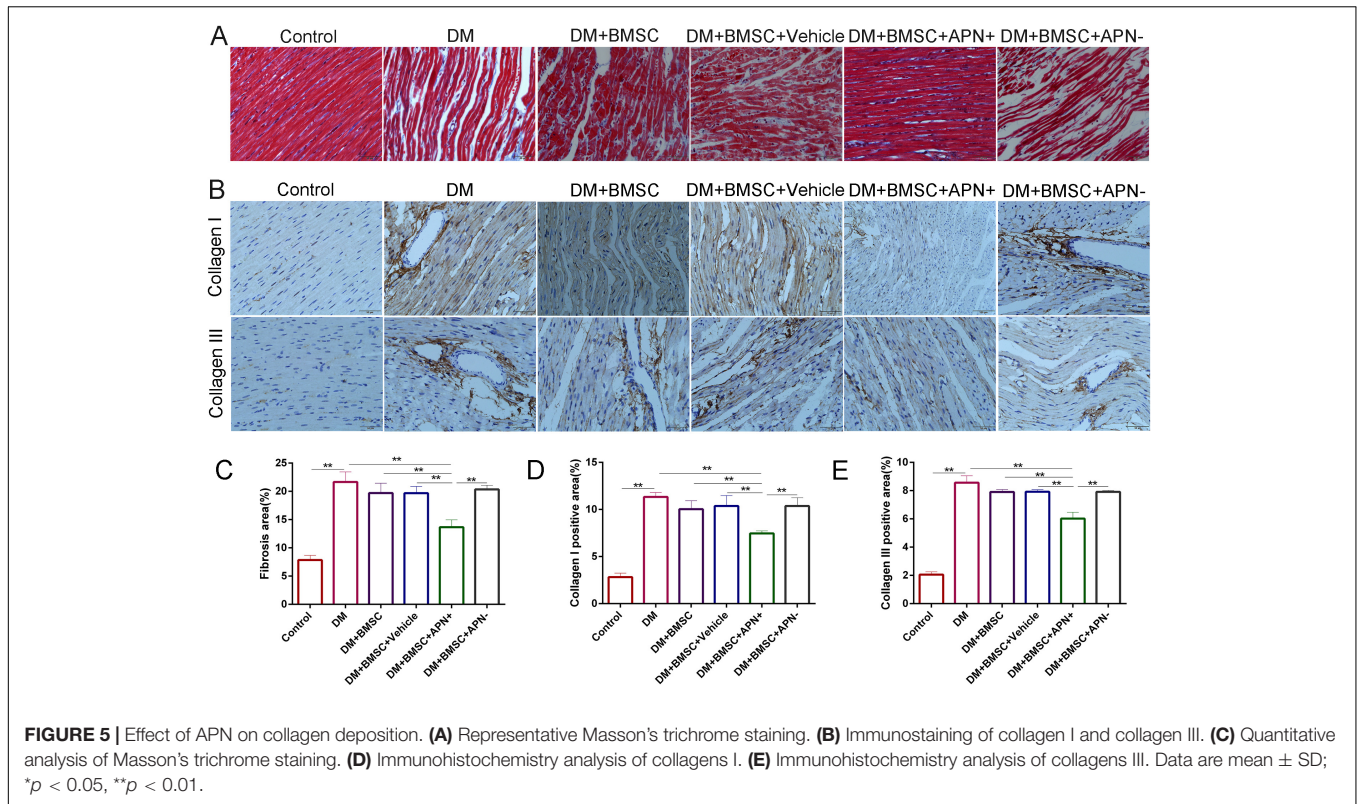 A
Control
DM
DM+BMSC
DM+BMSC+Vehicle
DM+BMSC+APN+
DM+BMSC+APN-
B
Control
DM
DM+BMSC
DM+BMSC+Vehicle
DM+BMSC+APN+
DM+BMSC+APN-
Collagen I
Collagen III
C
Fibrosis area(%)
25
20
15
10
5
0
**
**
**
**
**
Control
DM
DM+BMSC
DM+BMSC+Vehicle
DM+BMSC+APN+
DM+BMSC+APN-
D
Collagen I positive area(%)
15
10
5
0
**
**
**
**
**
Control
DM
DM+BMSC
DM+BMSC+Vehicle
DM+BMSC+APN+
DM+BMSC+APN-
E
Collagen III positive area(%)
10
8
6
4
2
0
**
**
**
**
**
Control
DM
DM+BMSC
DM+BMSC+Vehicle
DM+BMSC+APN+
DM+BMSC+APN-
FIGURE 5 | Effect of APN on collagen deposition. (A) Representative Masson's trichrome staining. (B) Immunostaining of collagen I and collagen III. (C) Quantitative
analysis of Masson's trichrome staining. (D) Immunohistochemistry analysis of collagens I. (E) Immunohistochemistry analysis of collagens III. Data are mean ± SD;
*p < 0.05, **p < 0.01.